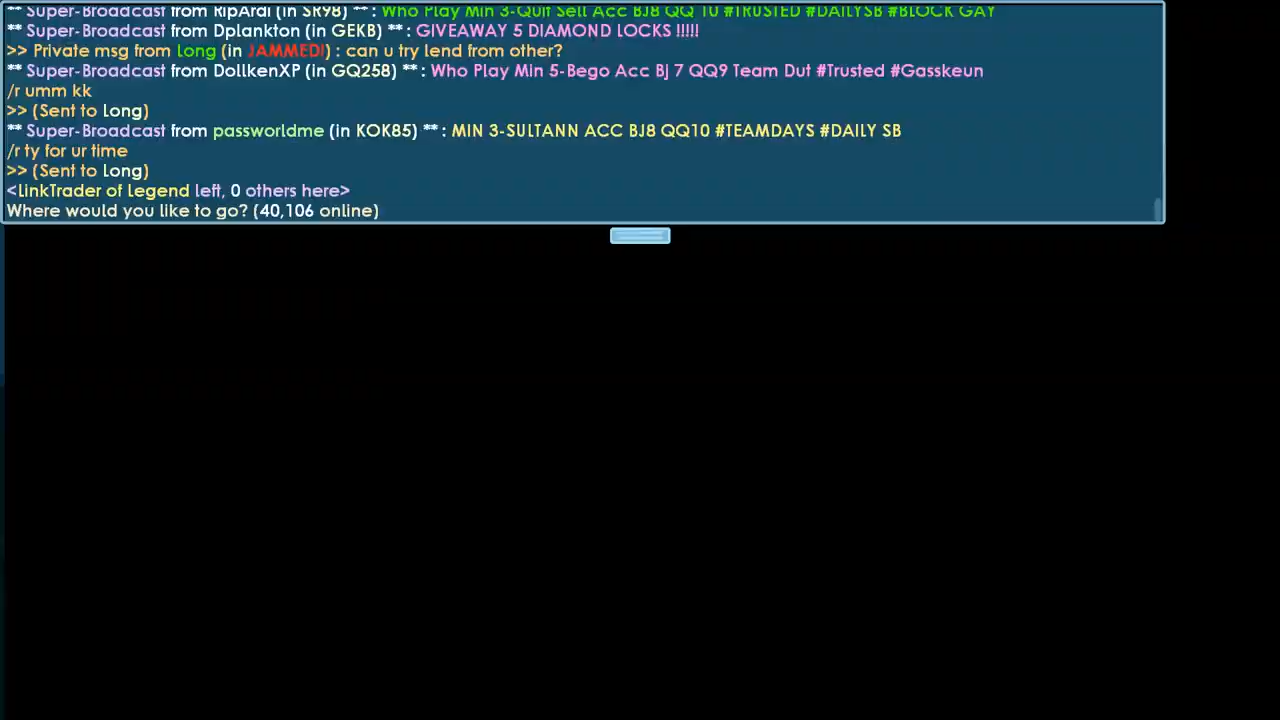 ** Super-Broadcast from RipArdi (in SR98) ** : Who Play Min 3-Quit Sell Acc BJ8 QQ 10 #TRUSTED #DAILYSB #BLOCK GAY
** Super-Broadcast from Dplankton (in GEKB) ** : GIVEAWAY 5 DIAMOND LOCKS !!!!!
>> Private msg from Long (in JAMMED!) : can u try lend from other?
** Super-Broadcast from DollkenXP (in GQ258) ** : Who Play Min 5-Bego Acc Bj 7 QQ9 Team Dut #Trusted #Gasskeun
/r umm kk
>> (Sent to Long)
** Super-Broadcast from passworldme (in KOK85) ** : MIN 3-SULTANN ACC BJ8 QQ10 #TEAMDAYS #DAILY SB
/r ty for ur time
>> (Sent to Long)
<LinkTrader of Legend left, 0 others here>
Where would you like to go? (40,106 online)